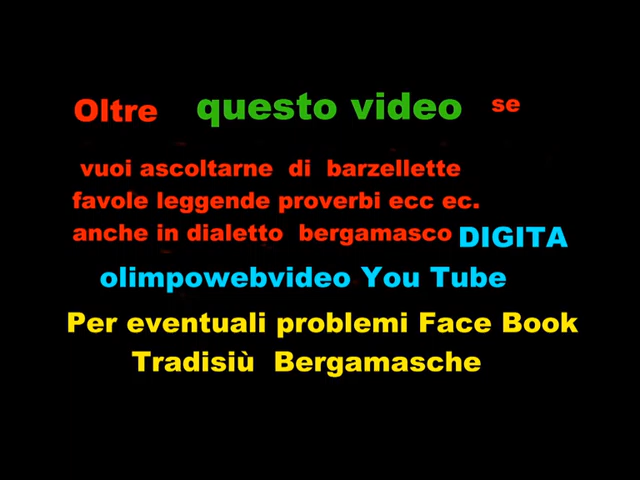 Oltre questo video se
vuoi ascoltarne di barzellette
favole leggende proverbi ecc ec.
anche in dialetto bergamasco DIGITA
olimpowebvideo You Tube
Per eventuali problemi Face Book
Tradisiù Bergamasche